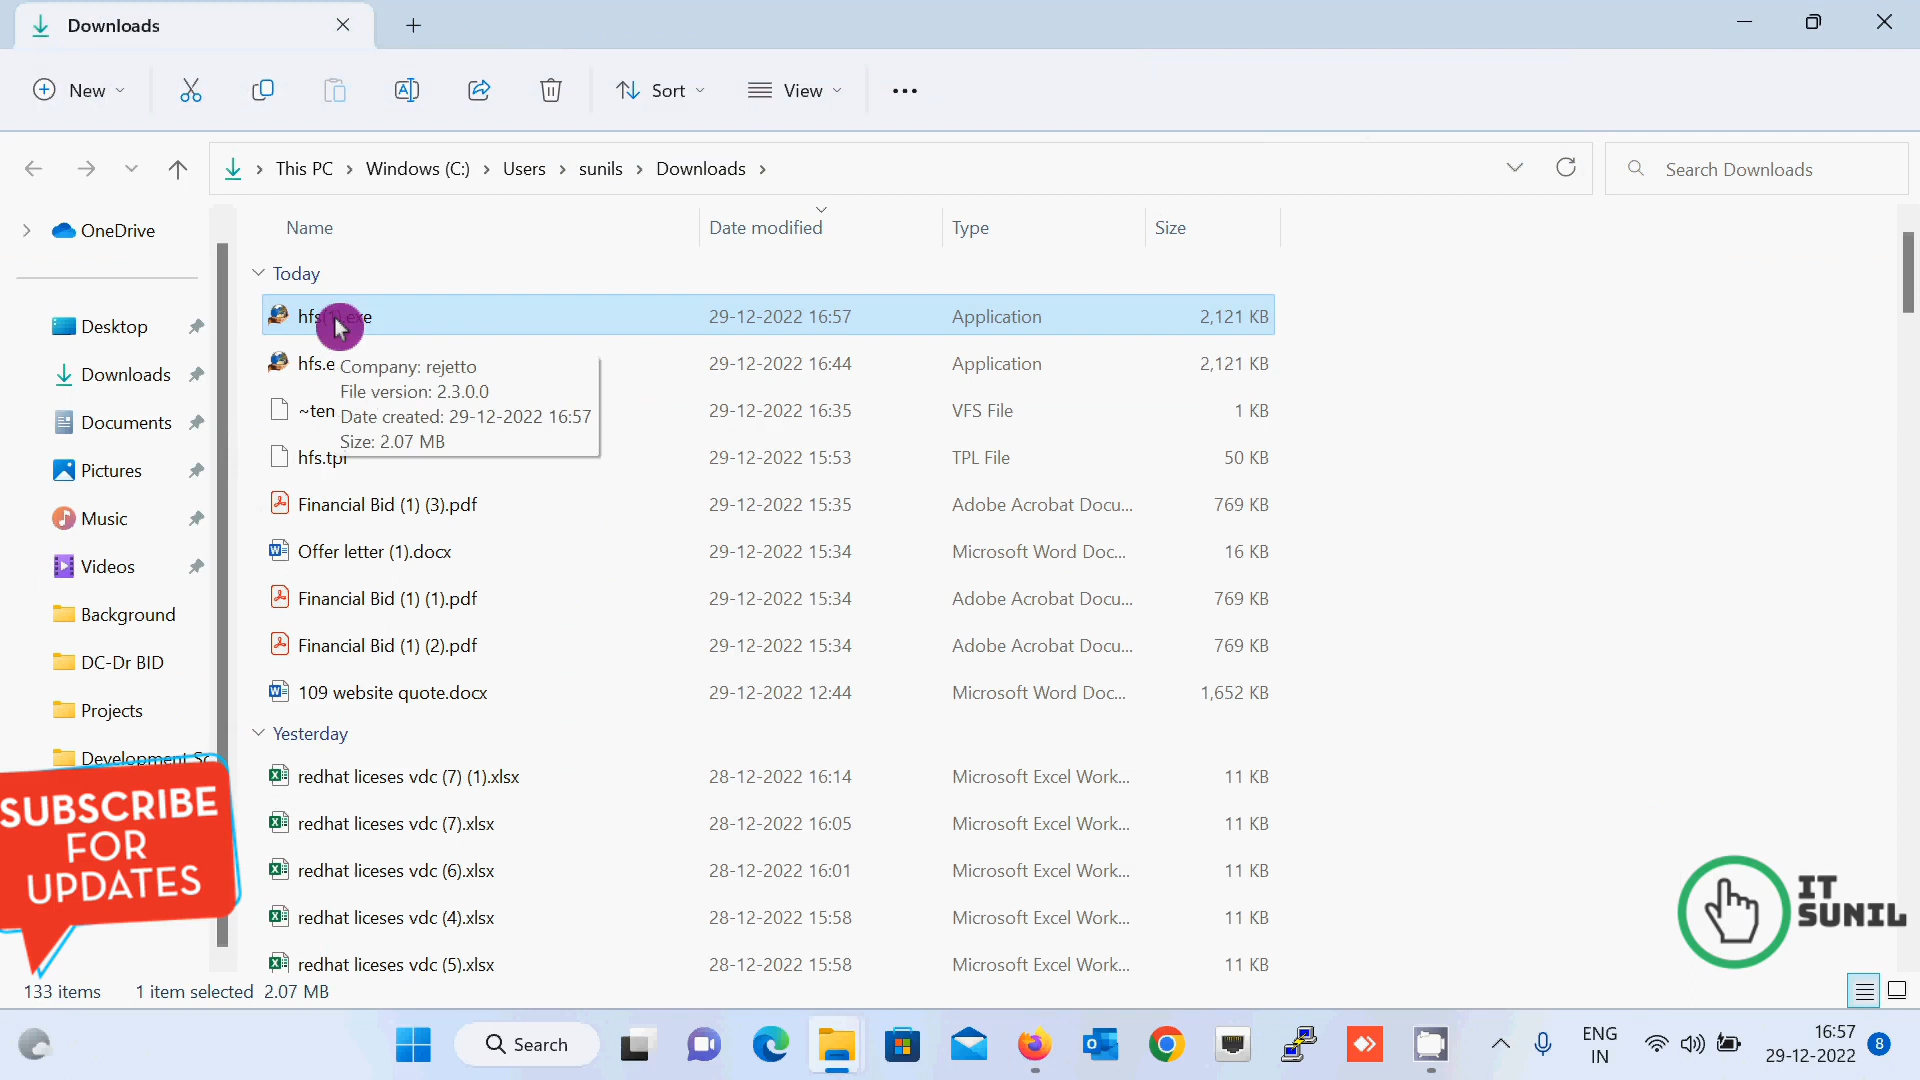 Downloads
New
Sort
View
This PC > Windows (C:) > Users > sunils > Downloads >
Search Downloads
OneDrive
Desktop
Downloads
Documents
Pictures
Music
Videos
Background
DC-Dr BID
Projects
Development Sc
Name Date modified Type Size
Today
hfs(1).exe 29-12-2022 16:57 Application 2,121 KB
hfs.e 29-12-2022 16:44 Application 2,121 KB
~ten 29-12-2022 16:35 VFS File 1 KB
hfs.tpl 29-12-2022 15:53 TPL File 50 KB
Company: rejetto
File version: 2.3.0.0
Date created: 29-12-2022 16:57
Size: 2.07 MB
Financial Bid (1) (3).pdf 29-12-2022 15:35 Adobe Acrobat Docu... 769 KB
Offer letter (1).docx 29-12-2022 15:34 Microsoft Word Doc... 16 KB
Financial Bid (1) (1).pdf 29-12-2022 15:34 Adobe Acrobat Docu... 769 KB
Financial Bid (1) (2).pdf 29-12-2022 15:34 Adobe Acrobat Docu... 769 KB
109 website quote.docx 29-12-2022 12:44 Microsoft Word Doc... 1,652 KB
Yesterday
redhat liceses vdc (7) (1).xlsx 28-12-2022 16:14 Microsoft Excel Work... 11 KB
redhat liceses vdc (7).xlsx 28-12-2022 16:05 Microsoft Excel Work... 11 KB
redhat liceses vdc (6).xlsx 28-12-2022 16:01 Microsoft Excel Work... 11 KB
redhat liceses vdc (4).xlsx 28-12-2022 15:58 Microsoft Excel Work... 11 KB
redhat liceses vdc (5).xlsx 28-12-2022 15:58 Microsoft Excel Work... 11 KB
SUBSCRIBE
FOR
UPDATES
IT
SUNIL
133 items 1 item selected 2.07 MB
Search
ENG
IN
16:57
29-12-2022
8